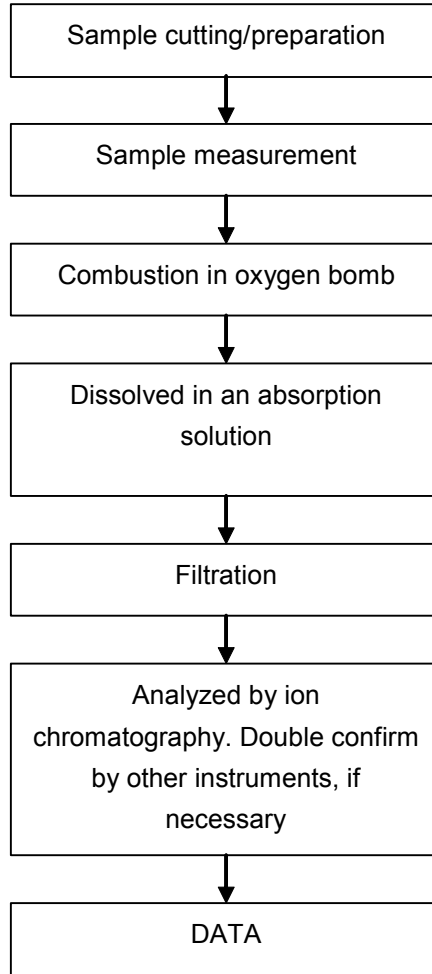 Sample cutting/preparation
Sample measurement
Combustion in oxygen bomb
Dissolved in an absorption
solution
Filtration
Analyzed by ion
chromatography. Double confirm
by other instruments, if
necessary
DATA